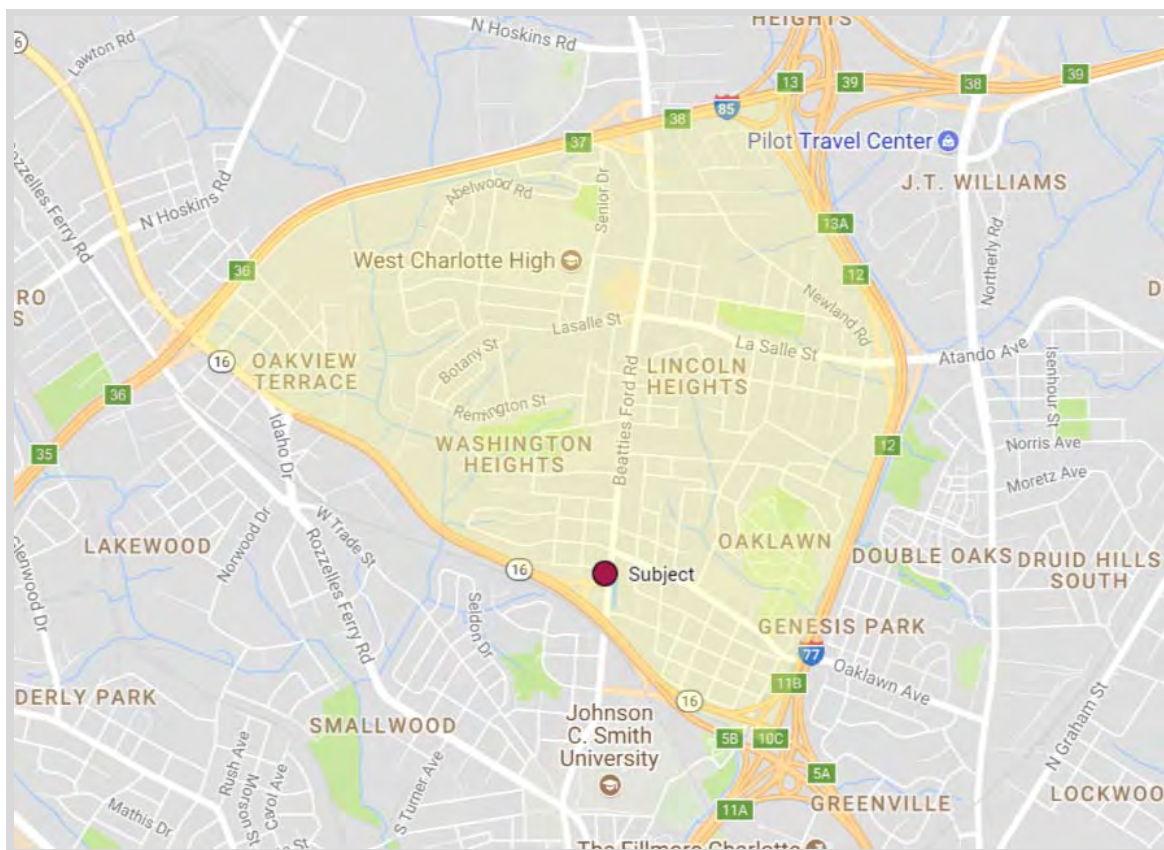 HEIGHTS
N Hoskins Rd
Lawton Rd
16
13
39
38
39
85
38
37
Pilot Travel Center
J.T. WILLIAMS
Rozzelles Ferry Rd
N Hoskins Rd
Abelwood Rd
Senior Dr
13A
36
West Charlotte High
12
Northerly Rd
Newland Rd
Lasalle St
La Salle St
Atando Ave
Isenhour St
16
OAKVIEW
TERRACE
Botany St
LINCOLN
HEIGHTS
36
Remington St
Beatties Ford Rd
Idaho Dr
WASHINGTON
HEIGHTS
12
Norris Ave
35
Moretz Ave
W Trade St
LAKEWOOD
Norwood Dr
OAKLAWN
DOUBLE OAKS
DRUID HILLS
SOUTH
Glenwood Dr
Rozzelles Ferry Rd
16
Subject
Seldon Dr
GENESIS PARK
77
Oaklawn Ave
11B
DERLY PARK
16
SMALLWOOD
Johnson
C. Smith
University
5B
10C
5A
N Graham St
Rush Ave
Morson St
Carol Ave
S Turner Ave
Mathis Dr
11A
GREENVILLE
LOCKWOO
The Fillmore Charlotte